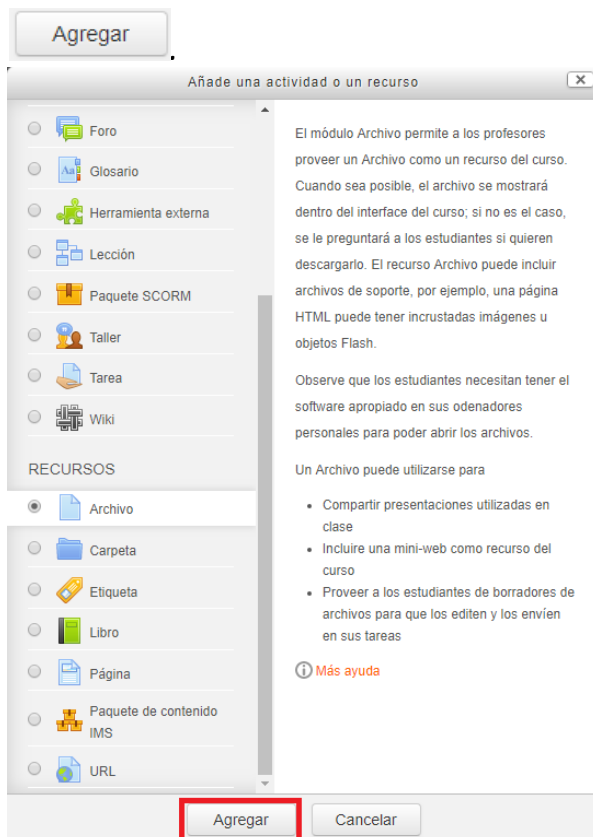 Agregar
.
Añade una actividad o un recurso
Foro
Glosario
Herramienta externa
Lección
Paquete SCORM
Taller
Tarea
Wiki
RECURSOS
Archivo
Carpeta
Etiqueta
Libro
Página
Paquete de contenido
IMS
URL
El módulo Archivo permite a los profesores
proveer un Archivo como un recurso del curso.
Cuando sea posible, el archivo se mostrará
dentro del interface del curso; si no es el caso,
se le preguntará a los estudiantes si quieren
descargarlo. El recurso Archivo puede incluir
archivos de soporte, por ejemplo, una página
HTML puede tener incrustadas imágenes u
objetos Flash.
Observe que los estudiantes necesitan tener el
software apropiado en sus odenadores
personales para poder abrir los archivos.
Un Archivo puede utilizarse para
• Compartir presentaciones utilizadas en
clase
• Incluire una mini-web como recurso del
curso
• Proveer a los estudiantes de borradores de
archivos para que los editen y los envíen
en sus tareas
Más ayuda
Agregar
Cancelar